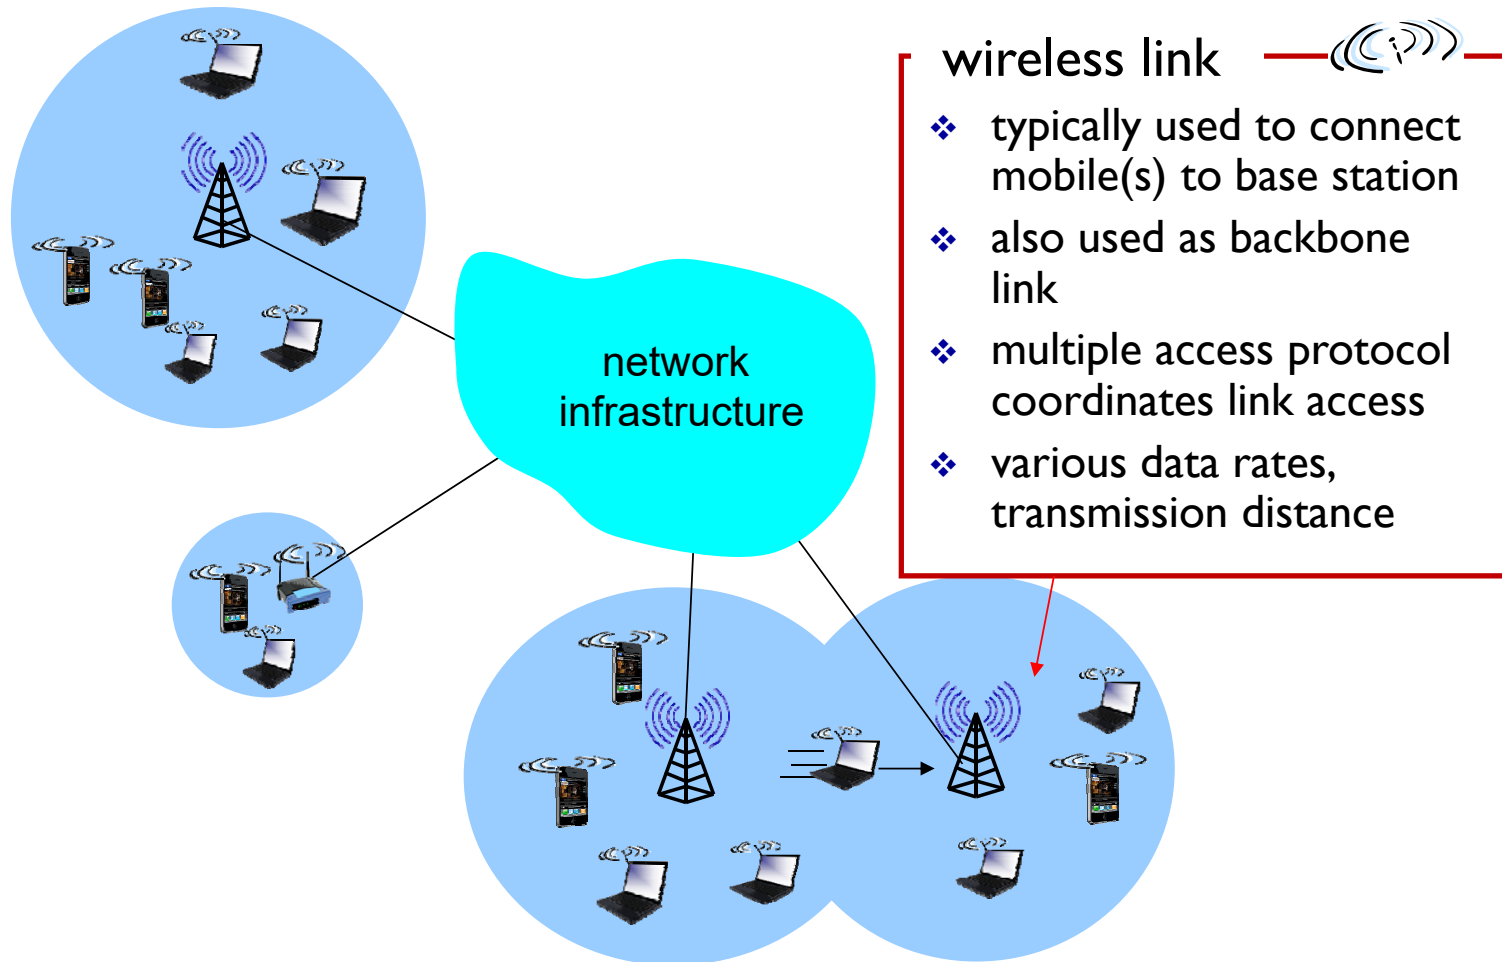 wireless link
❖ typically used to connect
mobile(s) to base station
❖ also used as backbone
link
❖ multiple access protocol
coordinates link access
❖ various data rates,
transmission distance
network
infrastructure